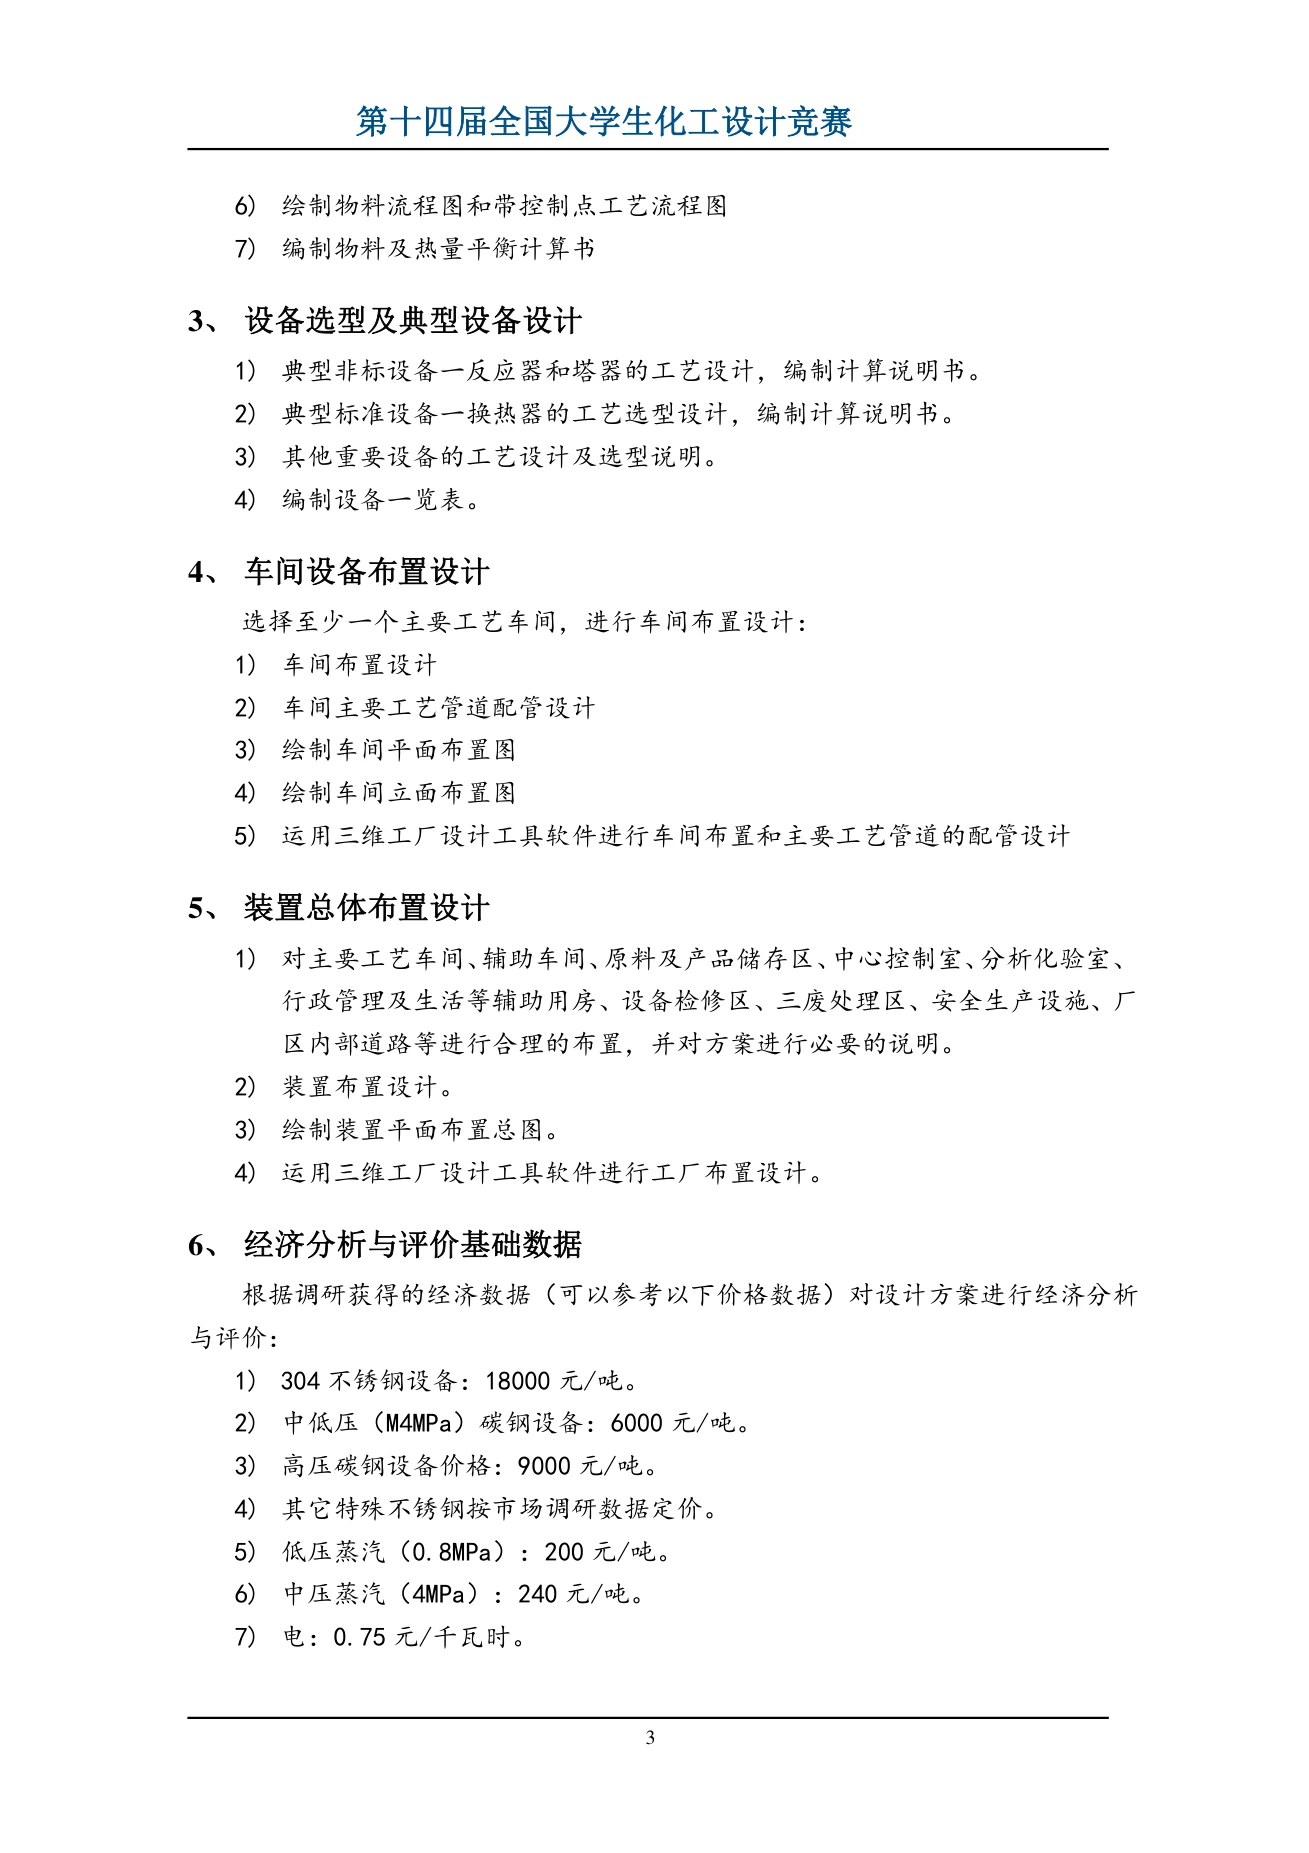 第十四届全国大学生化工设计竞赛
6) 绘制物料流程图和带控制点工艺流程图
7) 编制物料及热量平衡计算书
3、 设备选型及典型设备设计
1) 典型非标设备—反应器和塔器的工艺设计，编制计算说明书。
2) 典型标准设备—换热器的工艺选型设计，编制计算说明书。
3) 其他重要设备的工艺设计及选型说明。
4) 编制设备一览表。
4、 车间设备布置设计
选择至少一个主要工艺车间，进行车间布置设计：
1) 车间布置设计
2) 车间主要工艺管道配管设计
3) 绘制车间平面布置图
4) 绘制车间立面布置图
5) 运用三维工厂设计工具软件进行车间布置和主要工艺管道的配管设计
5、 装置总体布置设计
1) 对主要工艺车间、辅助车间、原料及产品储存区、中心控制室、分析化验室、
行政管理及生活等辅助用房、设备检修区、三废处理区、安全生产设施、厂
区内部道路等进行合理的布置，并对方案进行必要的说明。
2) 装置布置设计。
3) 绘制装置平面布置总图。
4) 运用三维工厂设计工具软件进行工厂布置设计。
6、 经济分析与评价基础数据
根据调研获得的经济数据（可以参考以下价格数据）对设计方案进行经济分析
与评价：
1) 304 不锈钢设备：18000 元/吨。
2) 中低压（M4MPa）碳钢设备：6000 元/吨。
3) 高压碳钢设备价格：9000 元/吨。
4) 其它特殊不锈钢按市场调研数据定价。
5) 低压蒸汽（0.8MPa）：200 元/吨。
6) 中压蒸汽（4MPa）：240 元/吨。
7) 电：0.75 元/千瓦时。
3